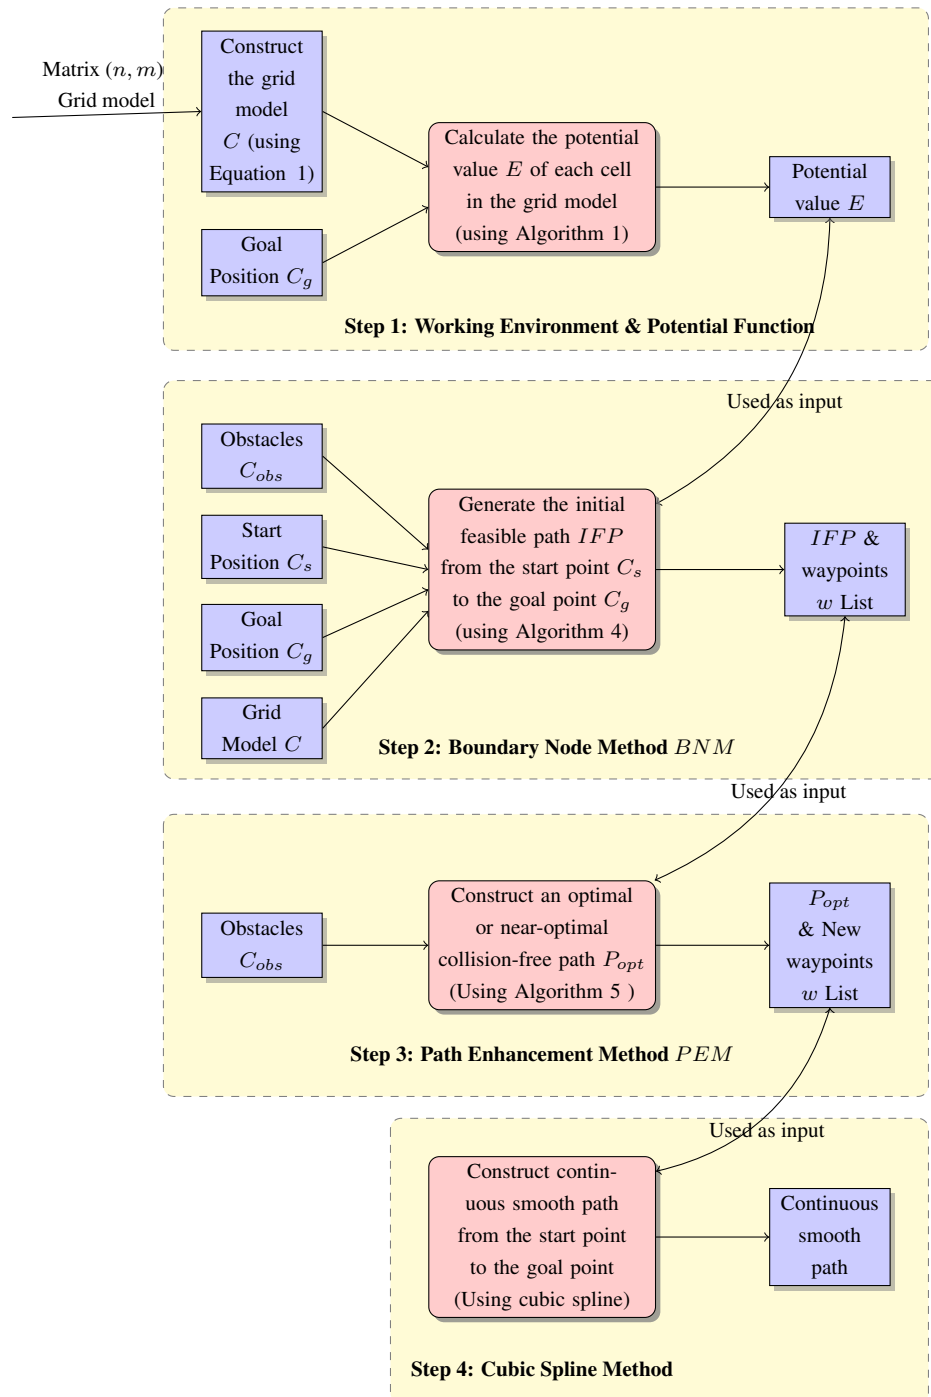 Matrix (n, m)
Grid model
Construct
the grid
model
C (using
Equation 1)
Goal
Position C_g
Calculate the potential
value E of each cell
in the grid model
(using Algorithm 1)
Potential
value E
Step 1: Working Environment & Potential Function
Used as input
Obstacles
C_obs
Start
Position C_s
Goal
Position C_g
Grid
Model C
Generate the initial
feasible path IFP
from the start point C_s
to the goal point C_g
(using Algorithm 4)
IFP &
waypoints
w List
Step 2: Boundary Node Method BNM
Used as input
Obstacles
C_obs
Construct an optimal
or near-optimal
collision-free path P_opt
(Using Algorithm 5 )
P_opt
& New
waypoints
w List
Step 3: Path Enhancement Method PEM
Used as input
Construct contin-
uous smooth path
from the start point
to the goal point
(Using cubic spline)
Continuous
smooth
path
Step 4: Cubic Spline Method